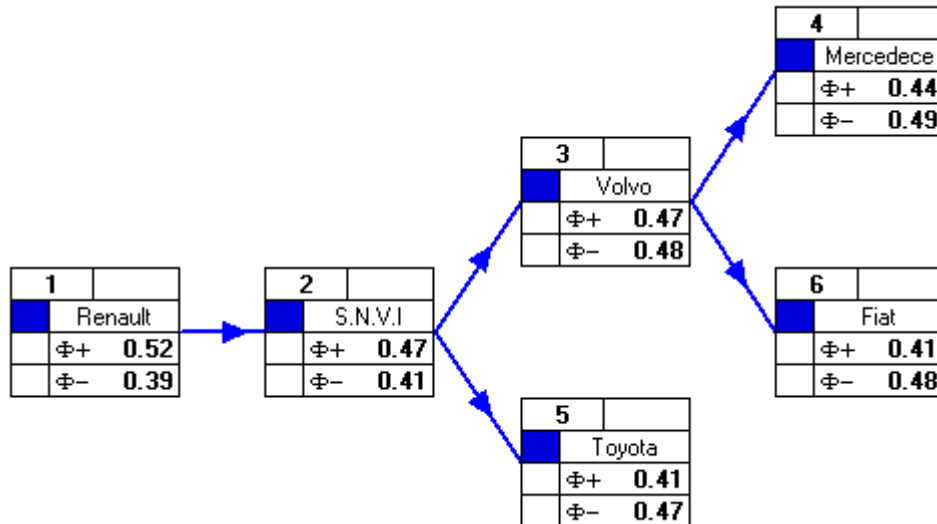 1
Renault
Φ+ 0.52
Φ− 0.39
2
S.N.V.I
Φ+ 0.47
Φ− 0.41
3
Volvo
Φ+ 0.47
Φ− 0.48
5
Toyota
Φ+ 0.41
Φ− 0.47
4
Mercedece
Φ+ 0.44
Φ− 0.49
6
Fiat
Φ+ 0.41
Φ− 0.48